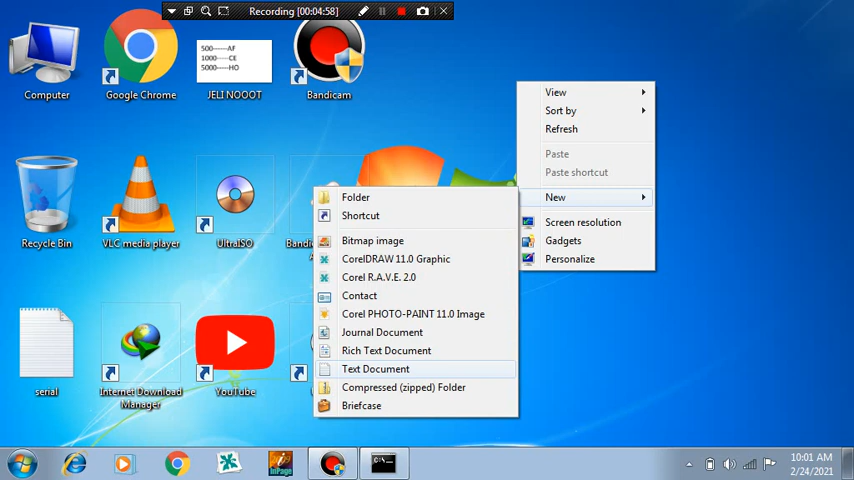 Recording [00:04:58]
Computer
Google Chrome
500------AF
1000-----CE
5000-----HO
JELI NOOOT
Bandicam
Recycle Bin
VLC media player
UltraISO
serial
Internet Download
Manager
YouTube
View
Sort by
Refresh
Paste
Paste shortcut
New
Screen resolution
Gadgets
Personalize
Folder
Shortcut
Bitmap image
CorelDRAW 11.0 Graphic
Corel R.A.V.E. 2.0
Contact
Corel PHOTO-PAINT 11.0 Image
Journal Document
Rich Text Document
Text Document
Compressed (zipped) Folder
Briefcase
InPage
C:\
10:01 AM
2/24/2021